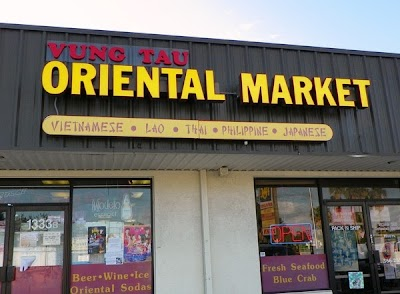 VUNG TAU
ORIENTAL MARKET
VIETNAMESE • LAO • THAI • PHILIPPINE • JAPANESE
1333
OPEN
PACK N SHIP
Beer • Wine • Ice
Oriental Sodas
Fresh Seafood
Blue Crab